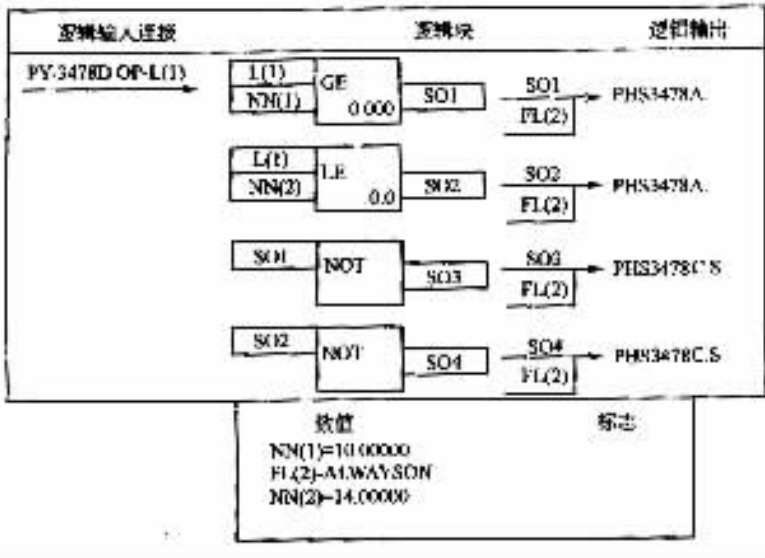 逻辑输入连接 逻辑块 逻辑输出
PY-3478D OP-L(1)
L(1) GE
NN(1) 0.000 SO1 SO1 PHS3478A.
FL(2)
L(1) LE
NN(2) 0.0 SO2 SO2 PHS3478A.
FL(2)
SO1 NOT SO3 SO3 PHS3478C.S
FL(2)
SO2 NOT SO4 SO4 PHS3478C.S
FL(2)
数值 标志
NN(1)=10.00000
FL(2)-ALWAYSON
NN(2)=14.00000